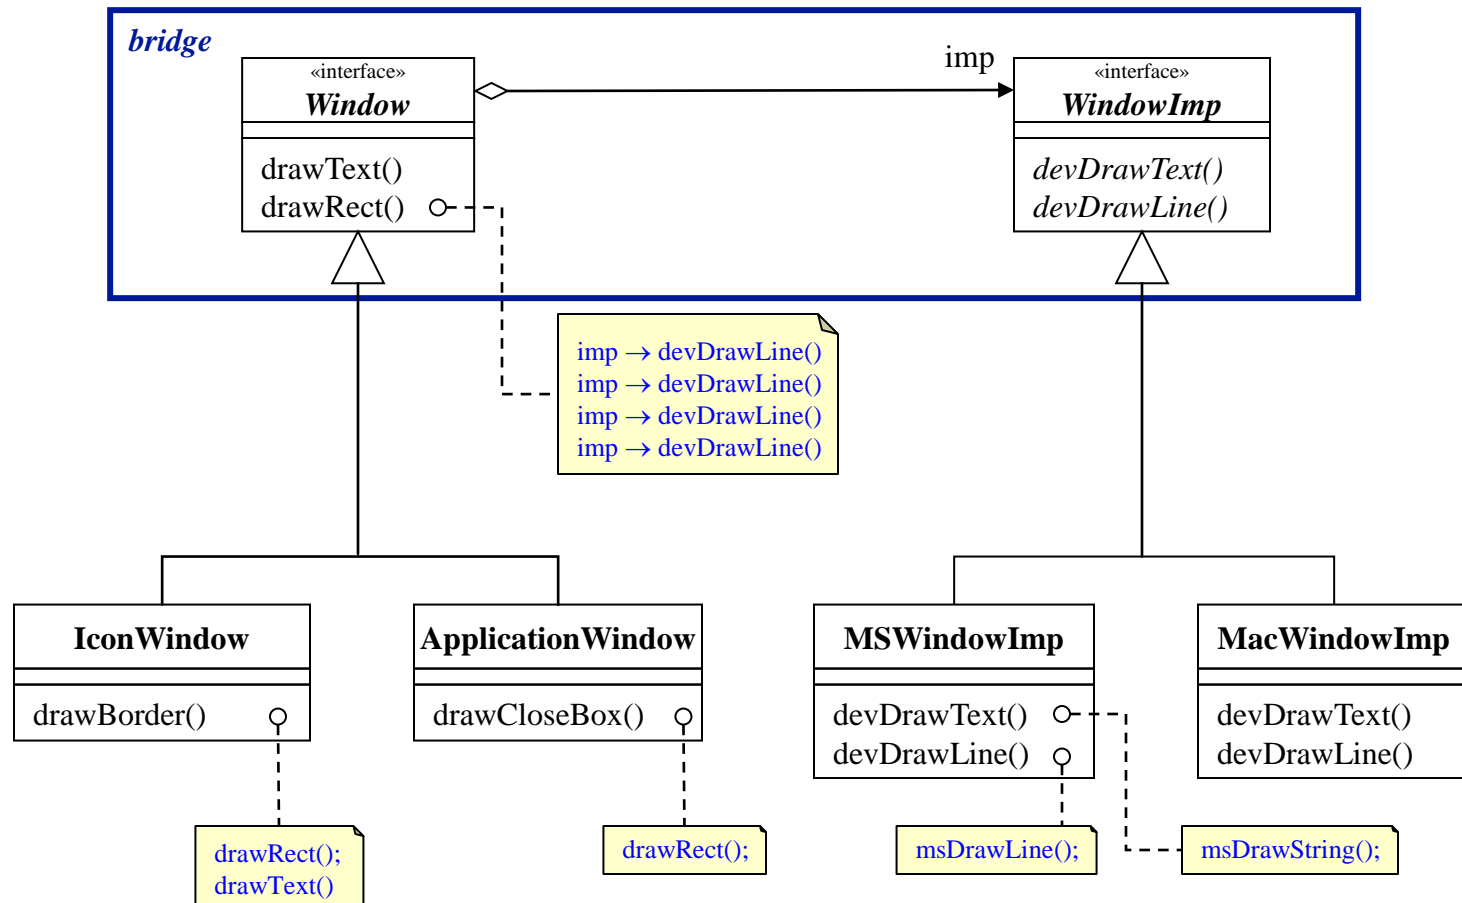 bridge
«interface»
Window
drawText()
drawRect()
imp
«interface»
WindowImp
devDrawText()
devDrawLine()
imp → devDrawLine()
imp → devDrawLine()
imp → devDrawLine()
imp → devDrawLine()
IconWindow
drawBorder()
ApplicationWindow
drawCloseBox()
MSWindowImp
devDrawText()
devDrawLine()
MacWindowImp
devDrawText()
devDrawLine()
drawRect();
drawText()
drawRect();
msDrawLine();
msDrawString();